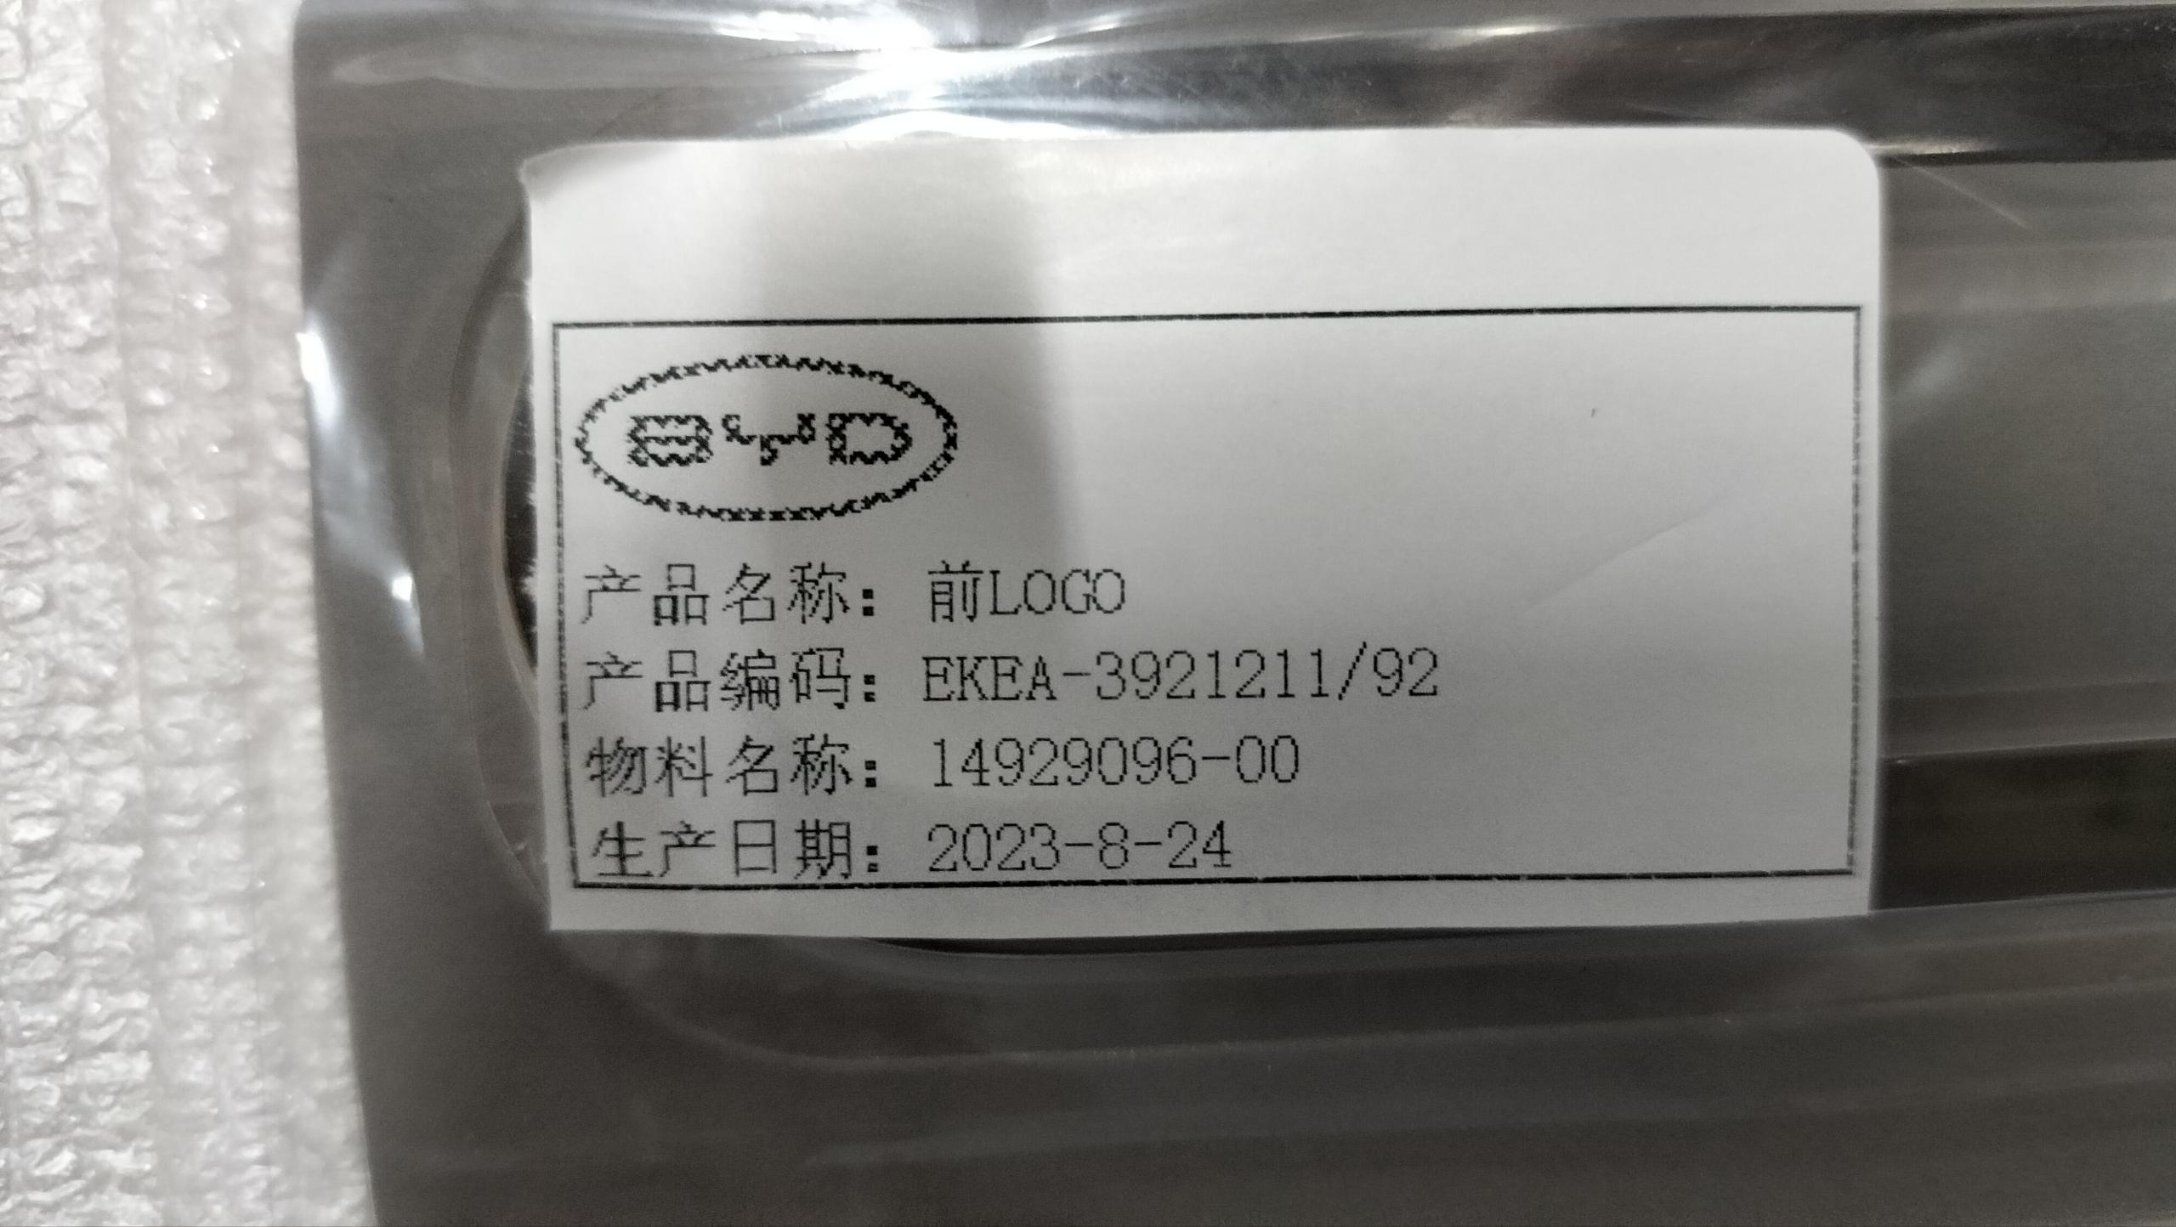 BYD
产品名称：前LOGO
产品编码：EKEA-3921211/92
物料名称：14929096-00
生产日期：2023-8-24